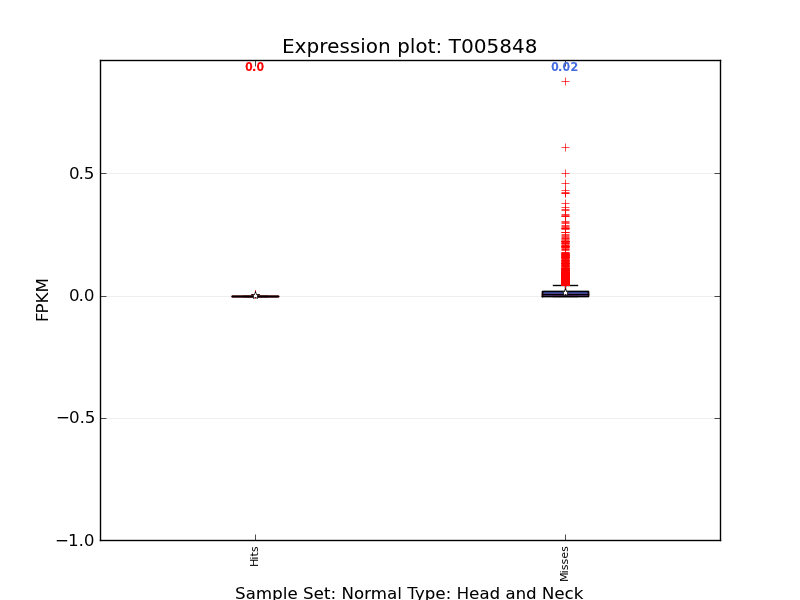 Expression plot: T005848
0.0
0.02
0.5
0.0
−0.5
−1.0
FPKM
Hits
Misses
Sample Set: Normal Type: Head and Neck